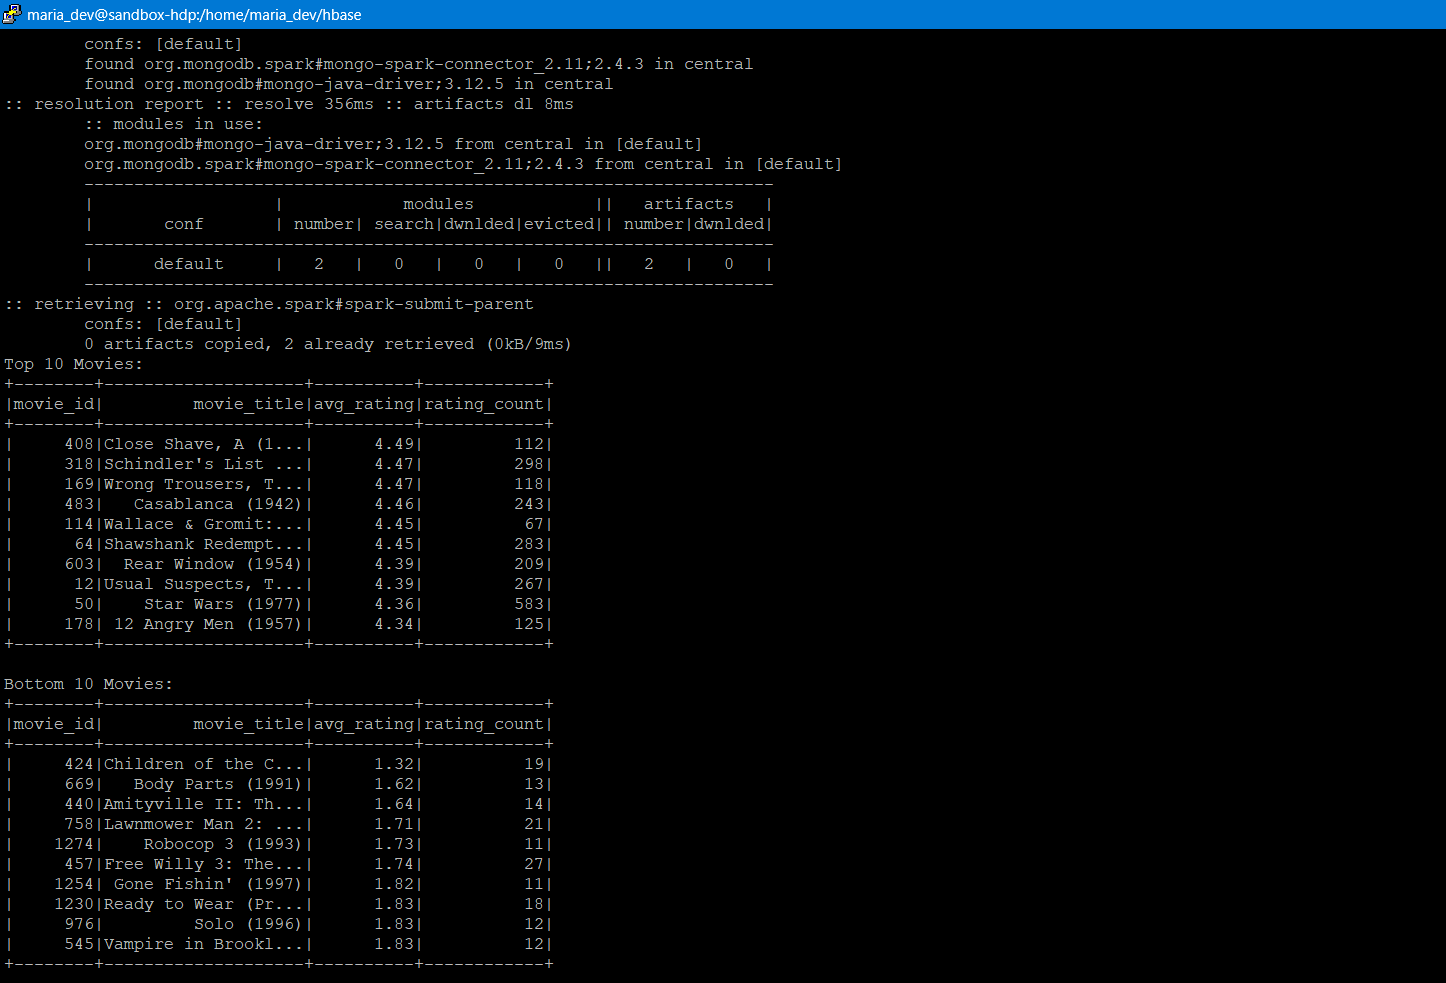 maria_dev@sandbox-hdp:/home/maria_dev/hbase
        confs: [default]
        found org.mongodb.spark#mongo-spark-connector_2.11;2.4.3 in central
        found org.mongodb#mongo-java-driver;3.12.5 in central
:: resolution report :: resolve 356ms :: artifacts dl 8ms
        :: modules in use:
        org.mongodb#mongo-java-driver;3.12.5 from central in [default]
        org.mongodb.spark#mongo-spark-connector_2.11;2.4.3 from central in [default]
        ---------------------------------------------------------------------
        |                  |            modules            ||   artifacts   |
        |       conf       | number| search|dwnlded|evicted|| number|dwnlded|
        ---------------------------------------------------------------------
        |      default     |   2   |   0   |   0   |   0   ||   2   |   0   |
        ---------------------------------------------------------------------
:: retrieving :: org.apache.spark#spark-submit-parent
        confs: [default]
        0 artifacts copied, 2 already retrieved (0kB/9ms)
Top 10 Movies:
+--------+--------------------+----------+------------+
|movie_id|         movie_title|avg_rating|rating_count|
+--------+--------------------+----------+------------+
|     408|Close Shave, A (1...|      4.49|         112|
|     318|Schindler's List ...|      4.47|         298|
|     169|Wrong Trousers, T...|      4.47|         118|
|     483|   Casablanca (1942)|      4.46|         243|
|     114|Wallace & Gromit:...|      4.45|          67|
|      64|Shawshank Redempt...|      4.45|         283|
|     603|  Rear Window (1954)|      4.39|         209|
|      12|Usual Suspects, T...|      4.39|         267|
|      50|    Star Wars (1977)|      4.36|         583|
|     178| 12 Angry Men (1957)|      4.34|         125|
+--------+--------------------+----------+------------+
Bottom 10 Movies:
+--------+--------------------+----------+------------+
|movie_id|         movie_title|avg_rating|rating_count|
+--------+--------------------+----------+------------+
|     424|Children of the C...|      1.32|          19|
|     669|   Body Parts (1991)|      1.62|          13|
|     440|Amityville II: Th...|      1.64|          14|
|     758|Lawnmower Man 2: ...|      1.71|          21|
|    1274|    Robocop 3 (1993)|      1.73|          11|
|     457|Free Willy 3: The...|      1.74|          27|
|    1254| Gone Fishin' (1997)|      1.82|          11|
|    1230|Ready to Wear (Pr...|      1.83|          18|
|     976|         Solo (1996)|      1.83|          12|
|     545|Vampire in Brookl...|      1.83|          12|
+--------+--------------------+----------+------------+